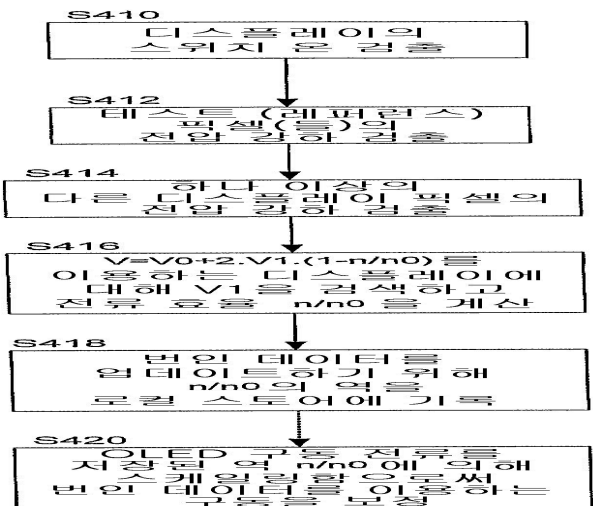 S410
디스플레이의
스위치 온 검출
S412
테스트 (레퍼런스)
픽셀(들)의
전압 강하 검출
S414
하나 이상의
다른 디스플레이 픽셀의
전압 강하 검출
S416
V=V0+2.V1.(1-n/n0)를
이용하는 디스플레이에
대해 V1을 검색하고
전류 효율 n/n0 을 계산
S418
번인 데이터를
업데이트하기 위해
n/n0의 역을
로컬 스토어에 기록
S420
OLED 구동 전류를
저장된 역 n/n0에 의해
스케일링함으로써
번인 데이터를 이용하는
구동을 보정